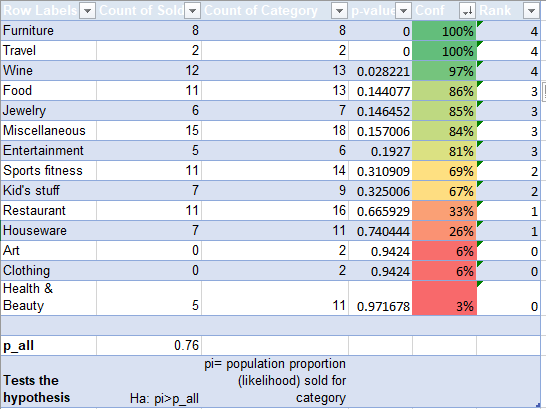 Row Labels Count of Sold Count of Category p-value Conf Rank
Furniture 8 8 0 100% 4
Travel 2 2 0 100% 4
Wine 12 13 0.028221 97% 4
Food 11 13 0.144077 86% 3
Jewelry 6 7 0.146452 85% 3
Miscellaneous 15 18 0.157006 84% 3
Entertainment 5 6 0.1927 81% 3
Sports fitness 11 14 0.310909 69% 2
Kid's stuff 7 9 0.325006 67% 2
Restaurant 11 16 0.665929 33% 1
Houseware 7 11 0.740444 26% 1
Art 0 2 0.9424 6% 0
Clothing 0 2 0.9424 6% 0
Health &
Beauty 5 11 0.971678 3% 0
p_all 0.76
pi= population proportion
Tests the (likelihood) sold for
hypothesis Ha: pi>p_all category